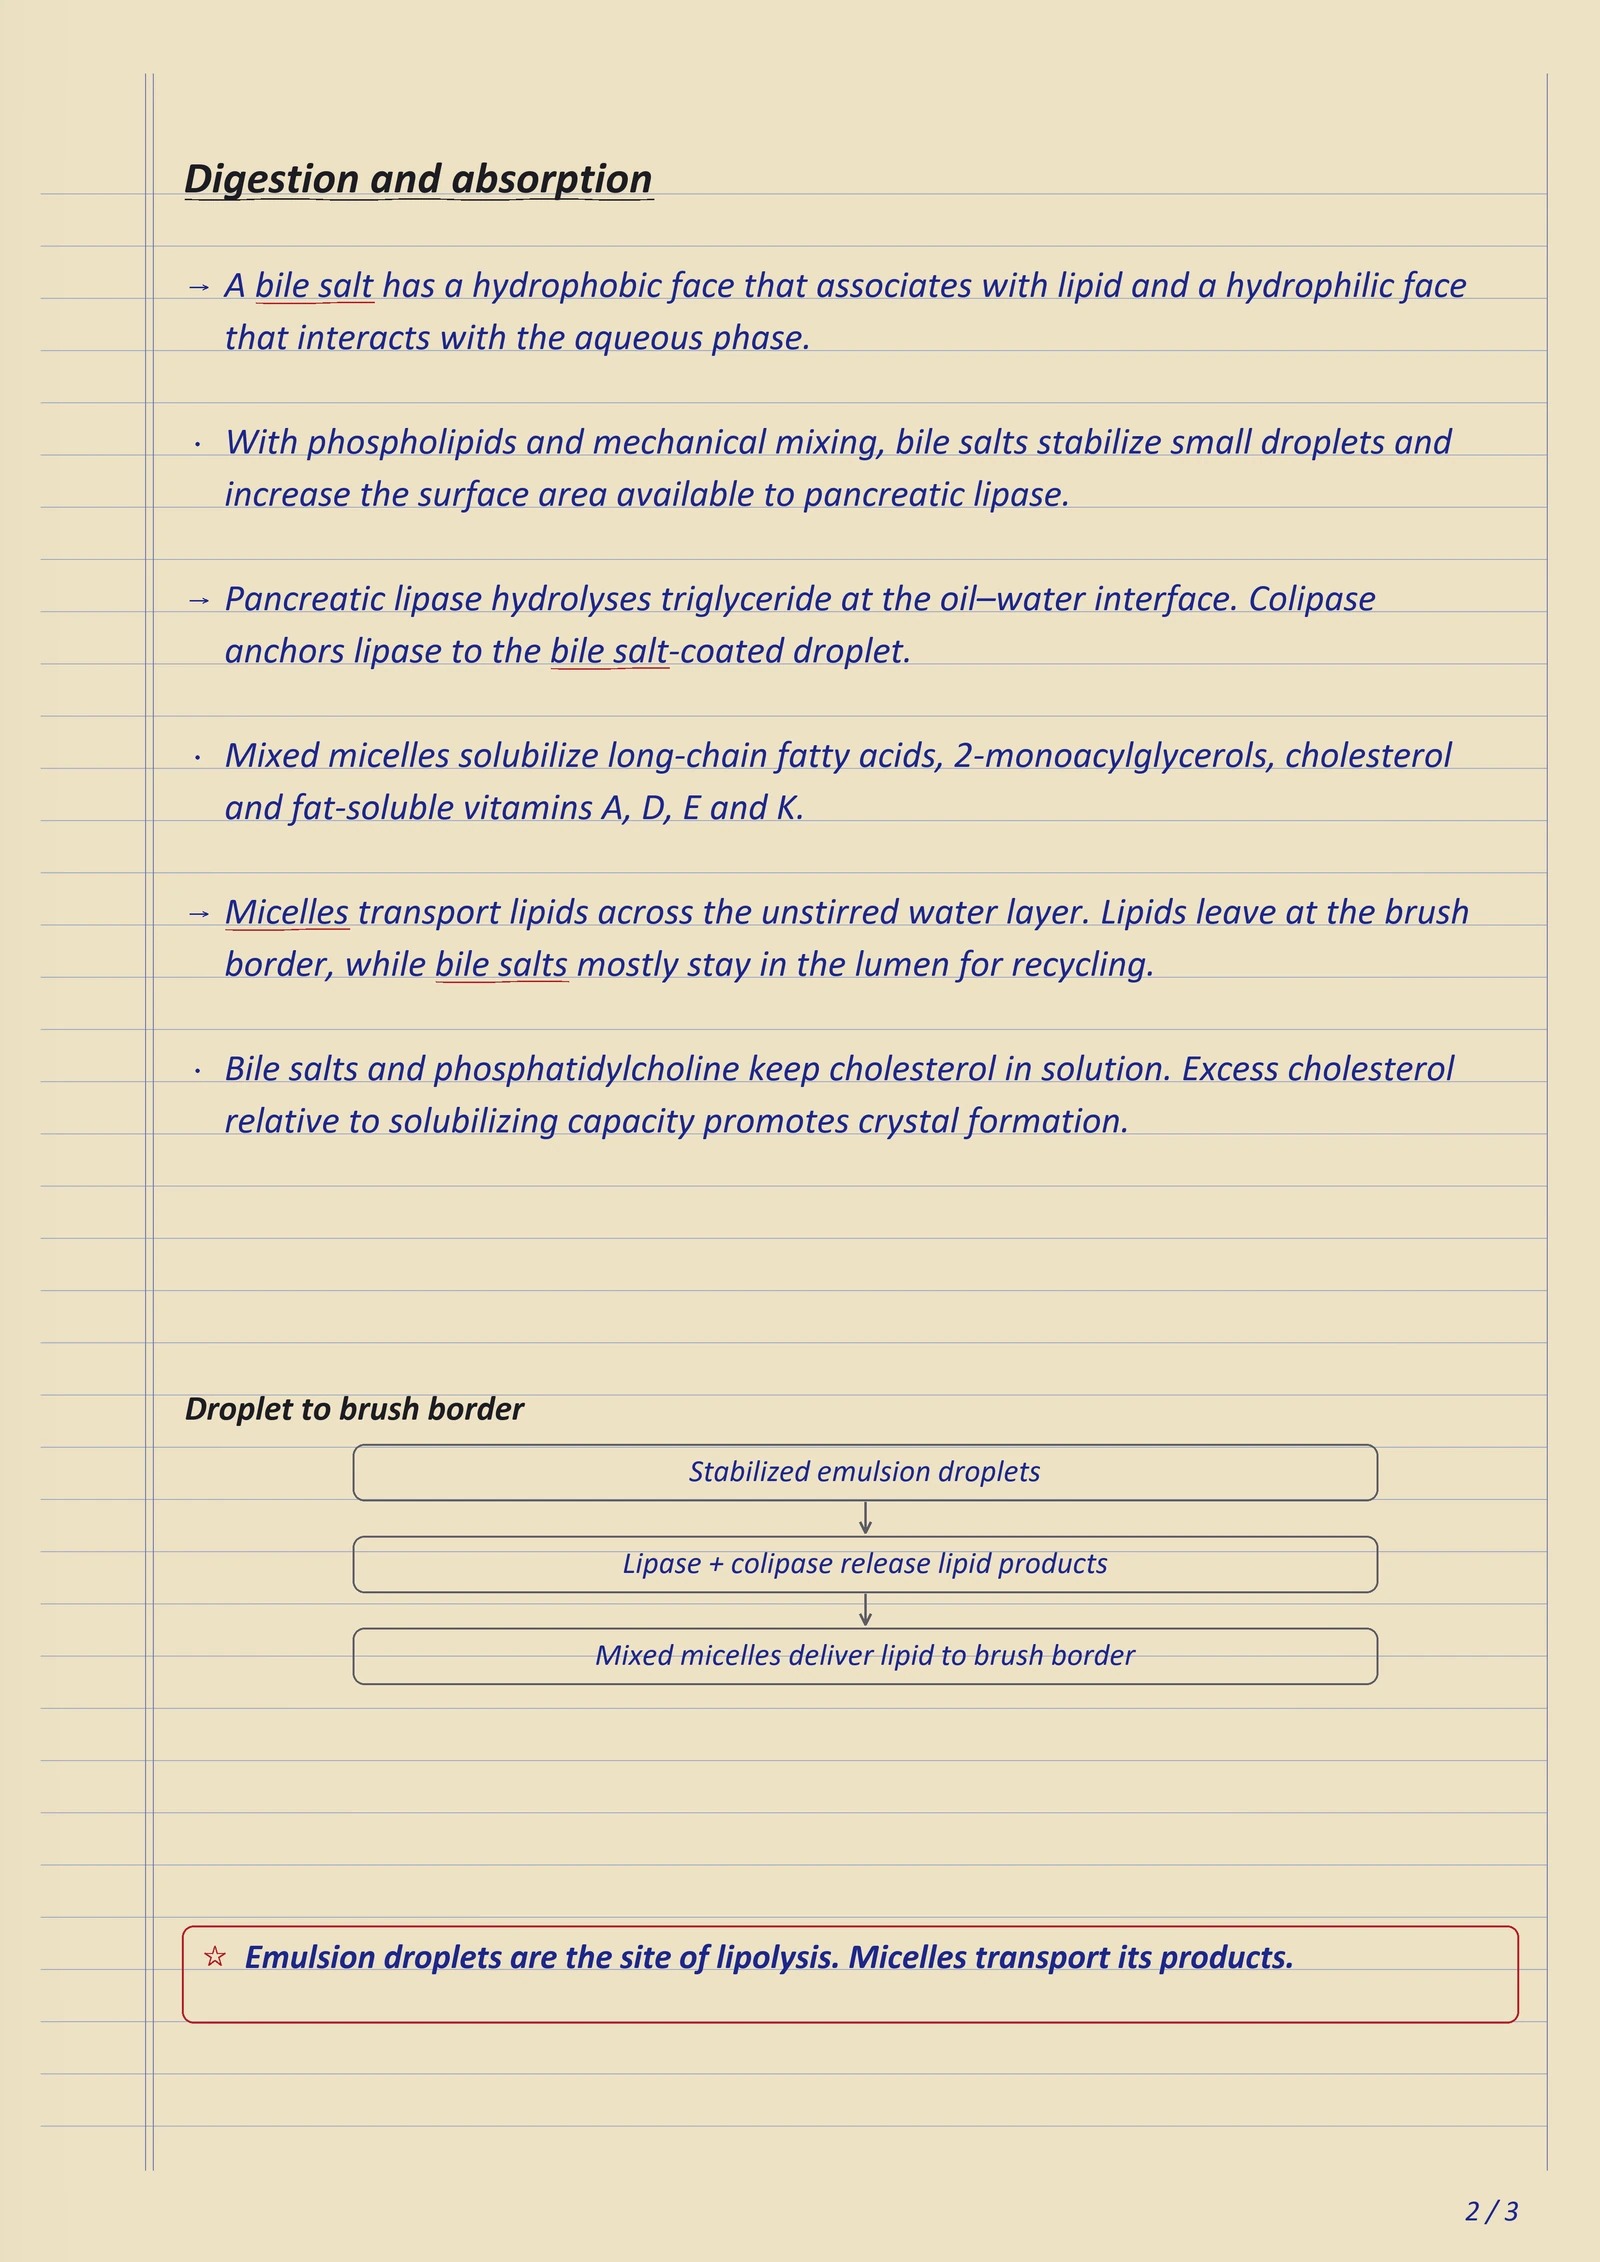 Digestion and absorption
→ A bile salt has a hydrophobic face that associates with lipid and a hydrophilic face
that interacts with the aqueous phase.
· With phospholipids and mechanical mixing, bile salts stabilize small droplets and
increase the surface area available to pancreatic lipase.
→ Pancreatic lipase hydrolyses triglyceride at the oil–water interface. Colipase
anchors lipase to the bile salt-coated droplet.
· Mixed micelles solubilize long-chain fatty acids, 2-monoacylglycerols, cholesterol
and fat-soluble vitamins A, D, E and K.
→ Micelles transport lipids across the unstirred water layer. Lipids leave at the brush
border, while bile salts mostly stay in the lumen for recycling.
· Bile salts and phosphatidylcholine keep cholesterol in solution. Excess cholesterol
relative to solubilizing capacity promotes crystal formation.
Droplet to brush border
Stabilized emulsion droplets
Lipase + colipase release lipid products
Mixed micelles deliver lipid to brush border
☆ Emulsion droplets are the site of lipolysis. Micelles transport its products.
2 / 3